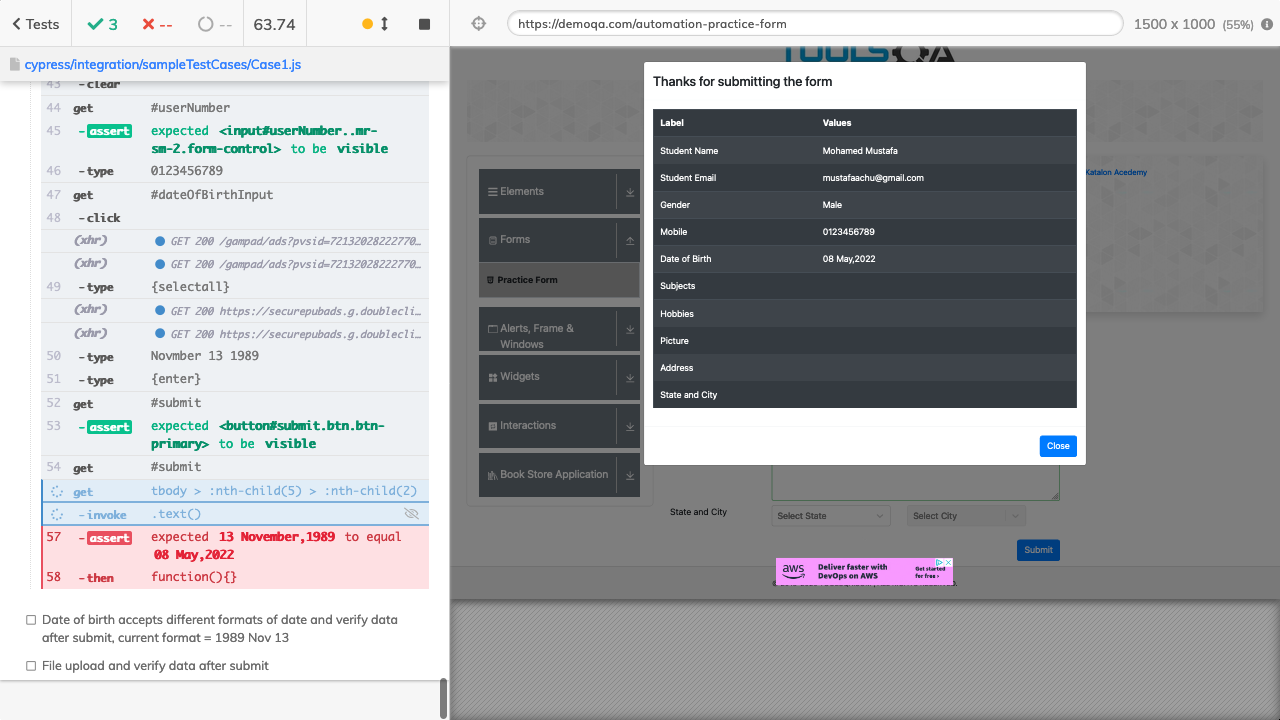 Tests
3
--
--
63.74
https://demoqa.com/automation-practice-form
1500 x 1000 (55%)
cypress/integration/sampleTestCases/Case1.js
43 -clear
44 get #userNumber
45 -assert expected <input#userNumber..mr-
sm-2.form-control> to be visible
46 -type 0123456789
47 get #dateOfBirthInput
48 -click
(xhr) GET 200 /gampad/ads?pvsid=72132028222770…
(xhr) GET 200 /gampad/ads?pvsid=72132028222770…
49 -type {selectall}
(xhr) GET 200 https://securepubads.g.doublecli…
(xhr) GET 200 https://securepubads.g.doublecli…
50 -type Novmber 13 1989
51 -type {enter}
52 get #submit
53 -assert expected <button#submit.btn.btn-
primary> to be visible
54 get #submit
get tbody > :nth-child(5) > :nth-child(2)
-invoke .text()
57 -assert expected 13 November,1989 to equal
08 May,2022
58 -then function(){}
Date of birth accepts different formats of date and verify data
after submit, current format = 1989 Nov 13
File upload and verify data after submit
TOOLSQA
Elements
Forms
Practice Form
Alerts, Frame &
Windows
Widgets
Interactions
Book Store Application
Thanks for submitting the form
Label Values
Student Name Mohamed Mustafa
Student Email mustafaachu@gmail.com
Gender Male
Mobile 0123456789
Date of Birth 08 May,2022
Subjects
Hobbies
Picture
Address
State and City
Close
Katalon Acedemy
State and City
Select State
Select City
Submit
aws
Deliver faster with
DevOps on AWS
Get started
for free ›